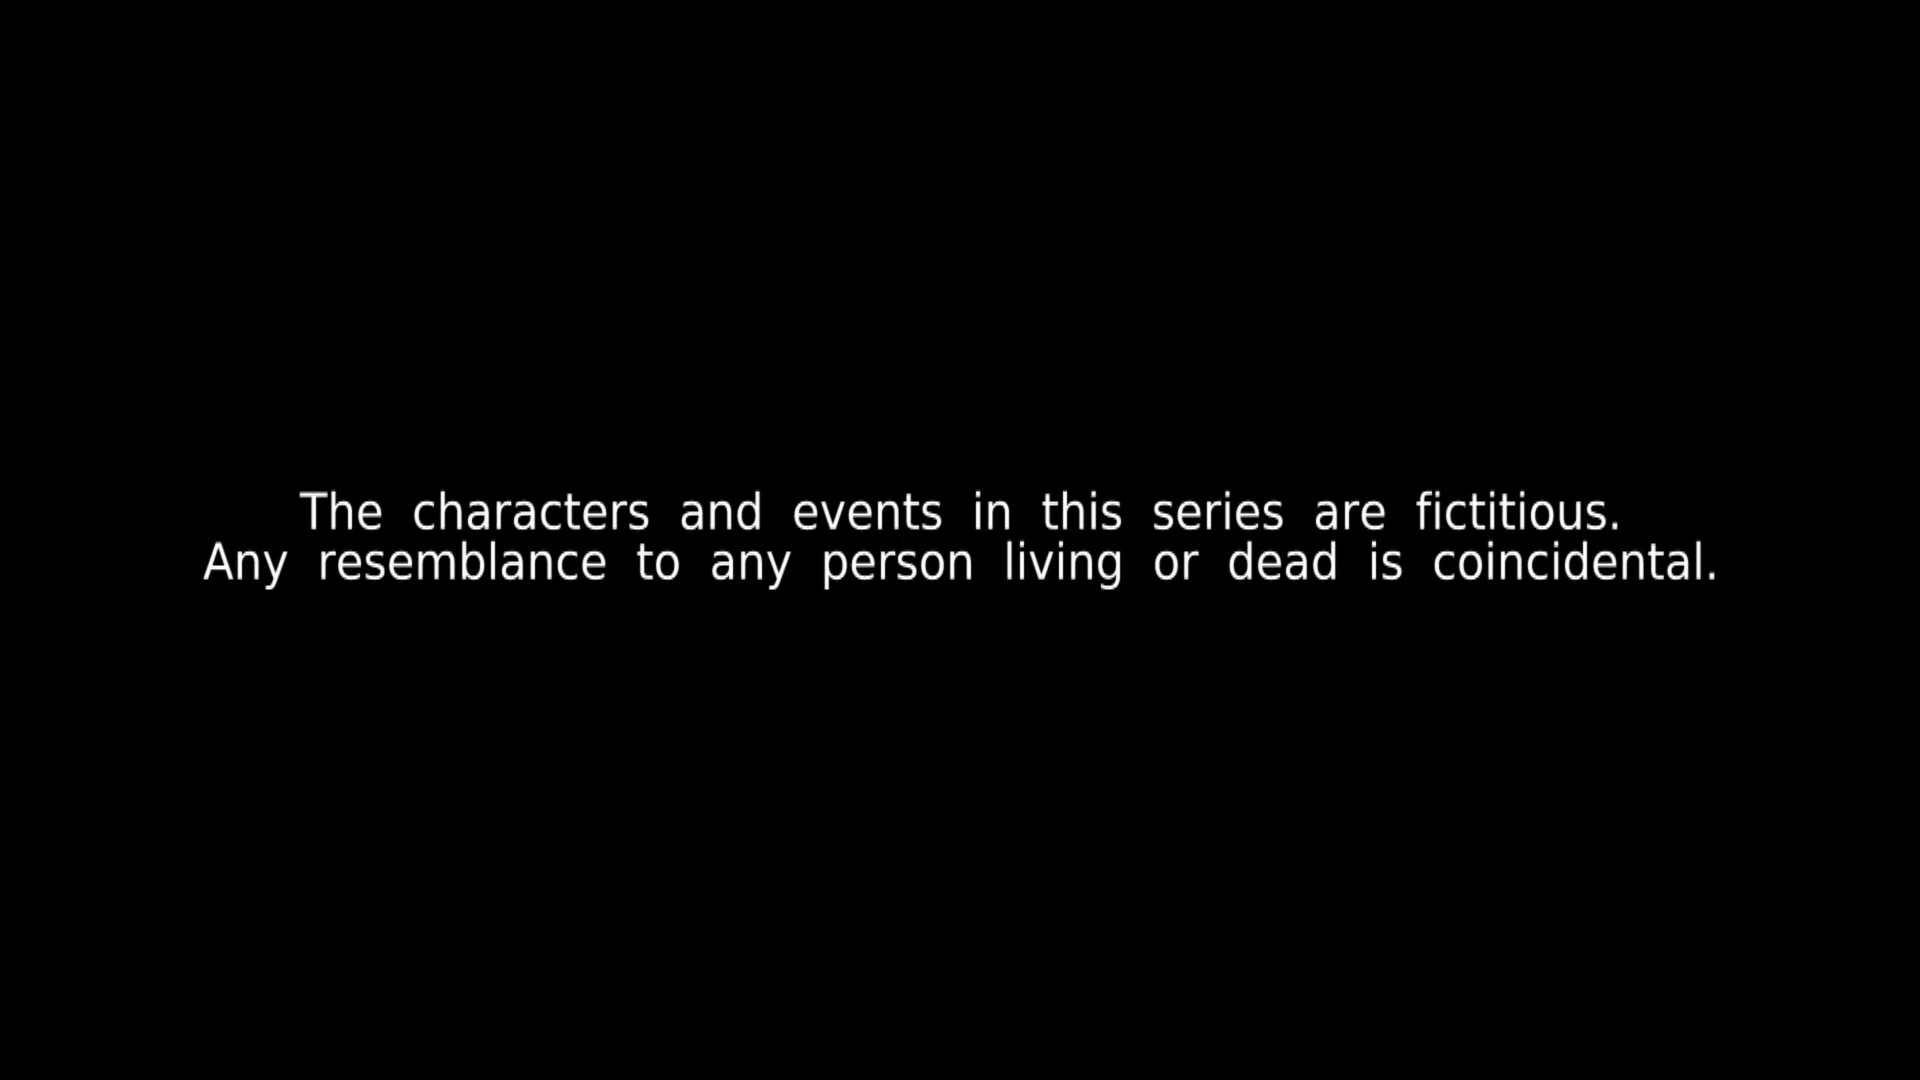 The characters and events in this series are fictitious.
Any resemblance to any person living or dead is coincidental.